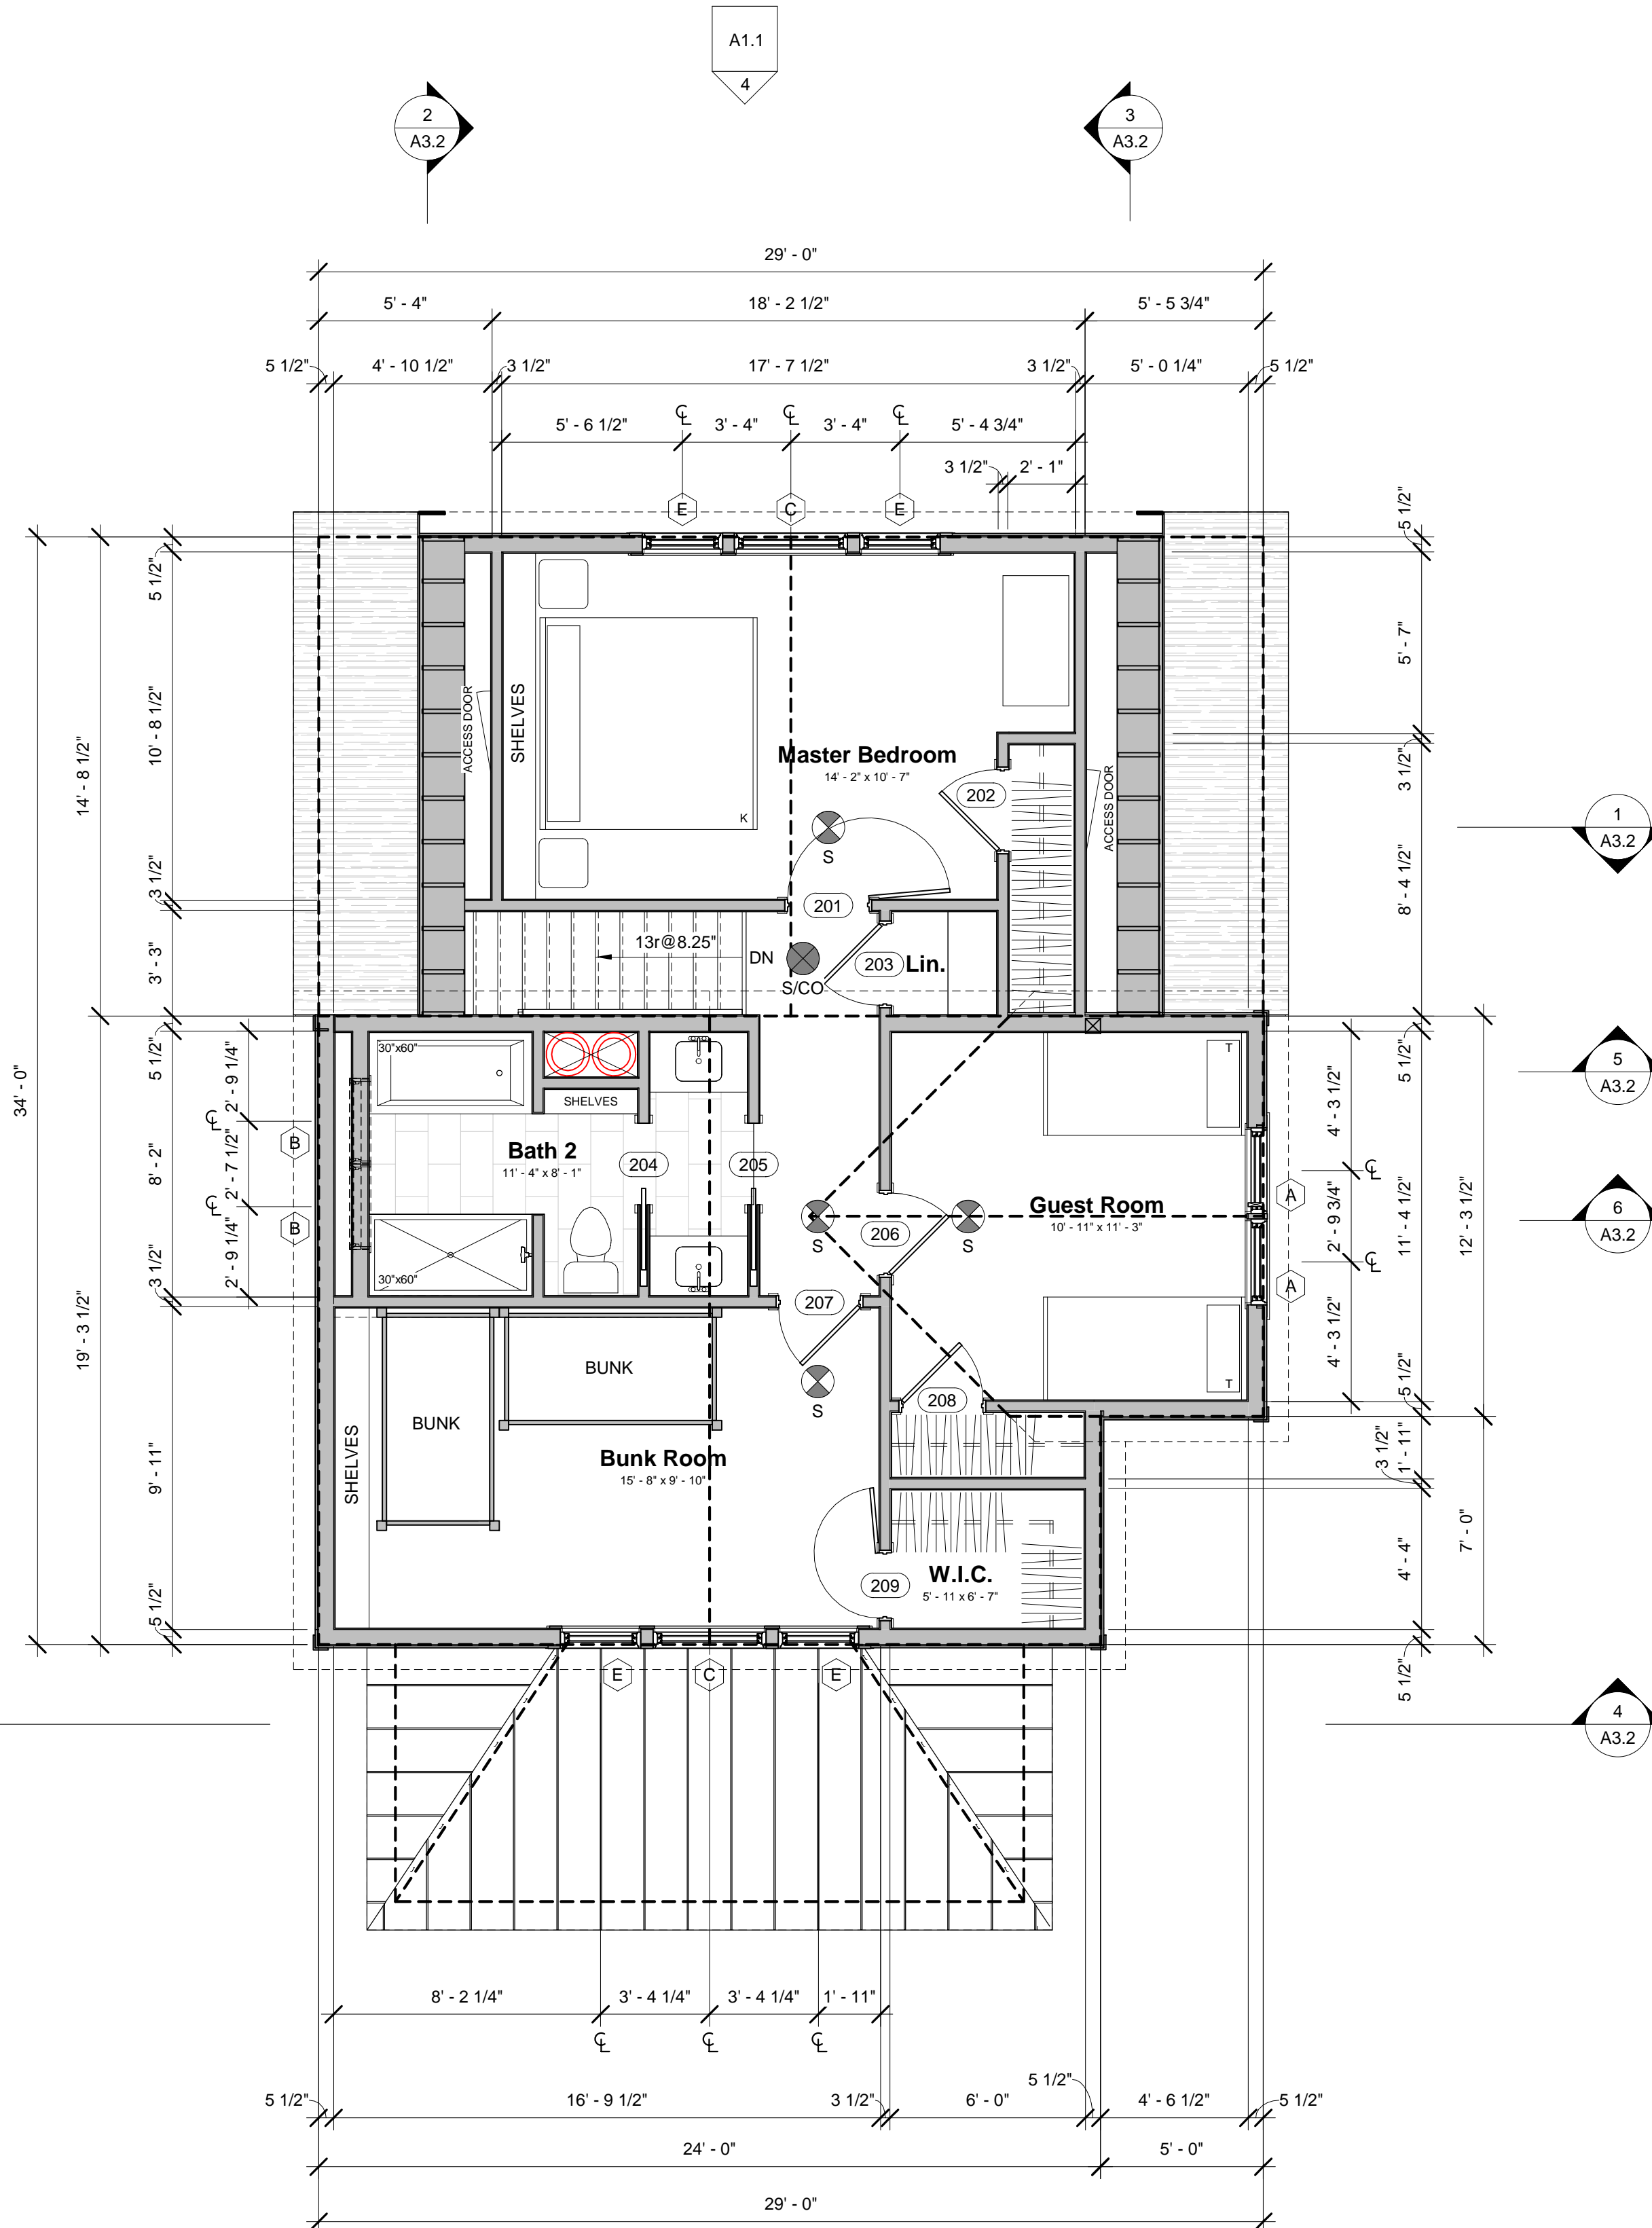 A1.1
4
2
A3.2
3
A3.2
29' - 0"
5' - 4"
18' - 2 1/2"
5' - 5 3/4"
5 1/2"
4' - 10 1/2"
3 1/2"
17' - 7 1/2"
3 1/2"
5' - 0 1/4"
5 1/2"
5' - 6 1/2"
3' - 4"
3' - 4"
5' - 4 3/4"
3 1/2"
2' - 1"
E
C
E
34' - 0"
14' - 8 1/2"
19' - 3 1/2"
5 1/2"
10' - 8 1/2"
3 1/2"
3' - 3"
5 1/2"
8' - 2"
3 1/2"
9' - 11"
5 1/2"
2' - 9 1/4"
2' - 7 1/2"
2' - 9 1/4"
B
B
ACCESS DOOR
SHELVES
K
Master Bedroom
14' - 2" x 10' - 7"
202
ACCESS DOOR
S
201
13r@8.25"
DN
S/CO
203
Lin.
30"x60"
SHELVES
Bath 2
11' - 4" x 8' - 1"
204
205
30"x60"
T
Guest Room
10' - 11" x 11' - 3"
S
206
S
T
207
S
208
BUNK
BUNK
SHELVES
Bunk Room
15' - 8" x 9' - 10"
W.I.C.
5' - 11 x 6' - 7"
209
E
C
E
A
A
5 1/2"
5' - 7"
3 1/2"
8' - 4 1/2"
5 1/2"
11' - 4 1/2"
5 1/2"
1' - 11"
3 1/2"
4' - 4"
5 1/2"
4' - 3 1/2"
2' - 9 3/4"
4' - 3 1/2"
12' - 3 1/2"
7' - 0"
1
A3.2
5
A3.2
6
A3.2
4
A3.2
8' - 2 1/4"
3' - 4 1/4"
3' - 4 1/4"
1' - 11"
5 1/2"
16' - 9 1/2"
3 1/2"
6' - 0"
5 1/2"
4' - 6 1/2"
5 1/2"
24' - 0"
5' - 0"
29' - 0"